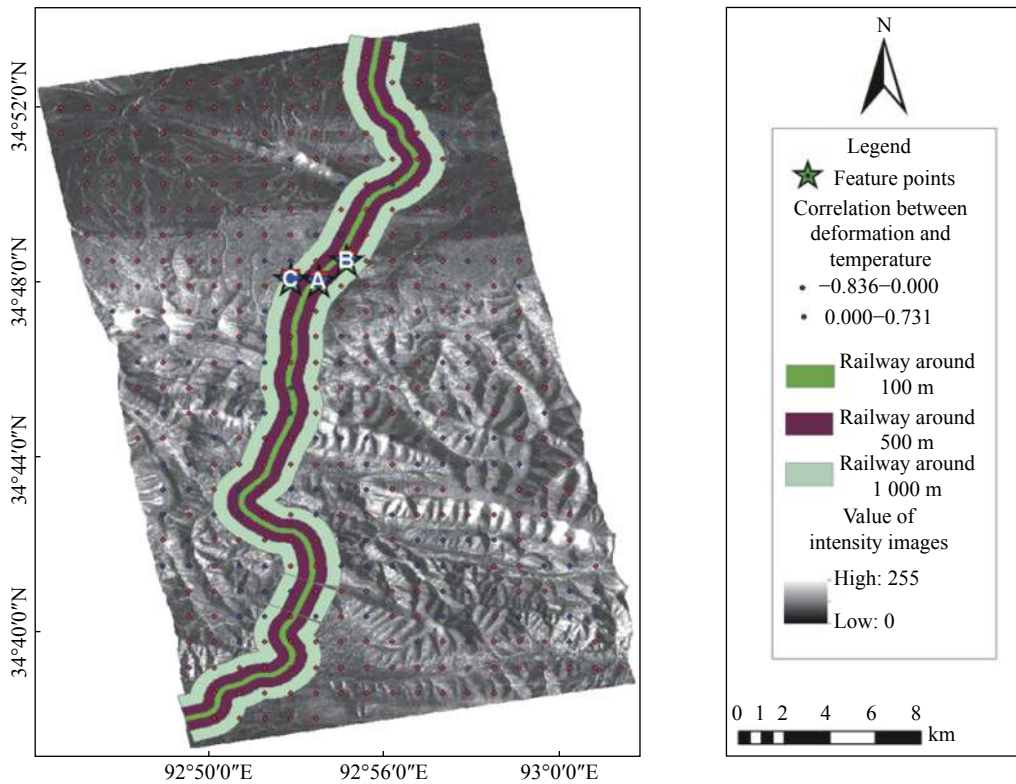 34°52′0″N
34°48′0″N
34°44′0″N
34°40′0″N
92°50′0″E
92°56′0″E
93°0′0″E
C
A
B
N
Legend
Feature points
Correlation between
deformation and
temperature
−0.836−0.000
0.000−0.731
Railway around
100 m
Railway around
500 m
Railway around
1 000 m
Value of
intensity images
High: 255
Low: 0
0 1 2 4 6 8
km